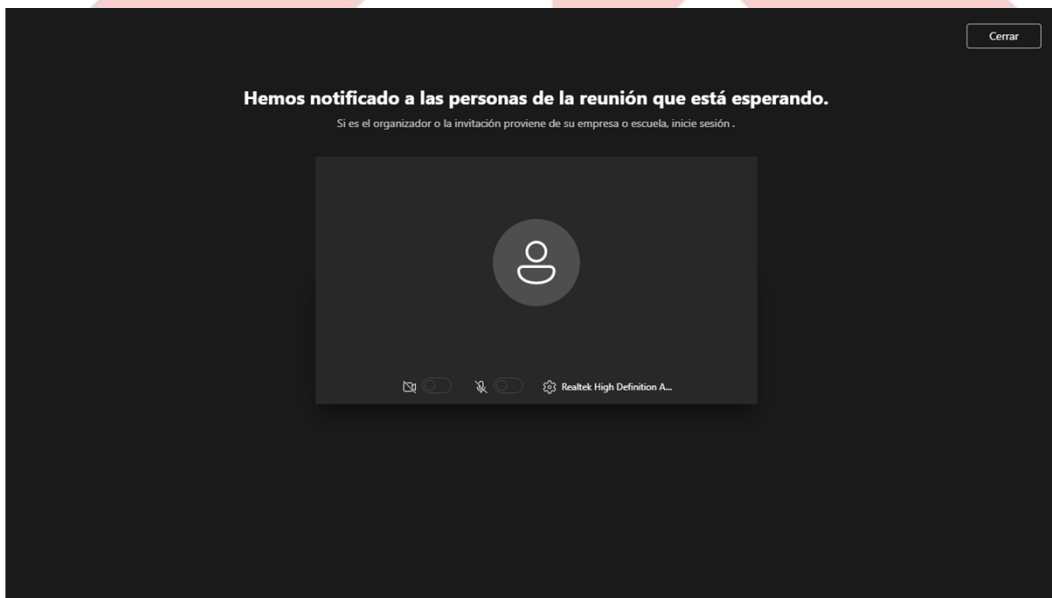 Cerrar
Hemos notificado a las personas de la reunión que está esperando.
Si es el organizador o la invitación proviene de su empresa o escuela, inicie sesión .
Realtek High Definition A...